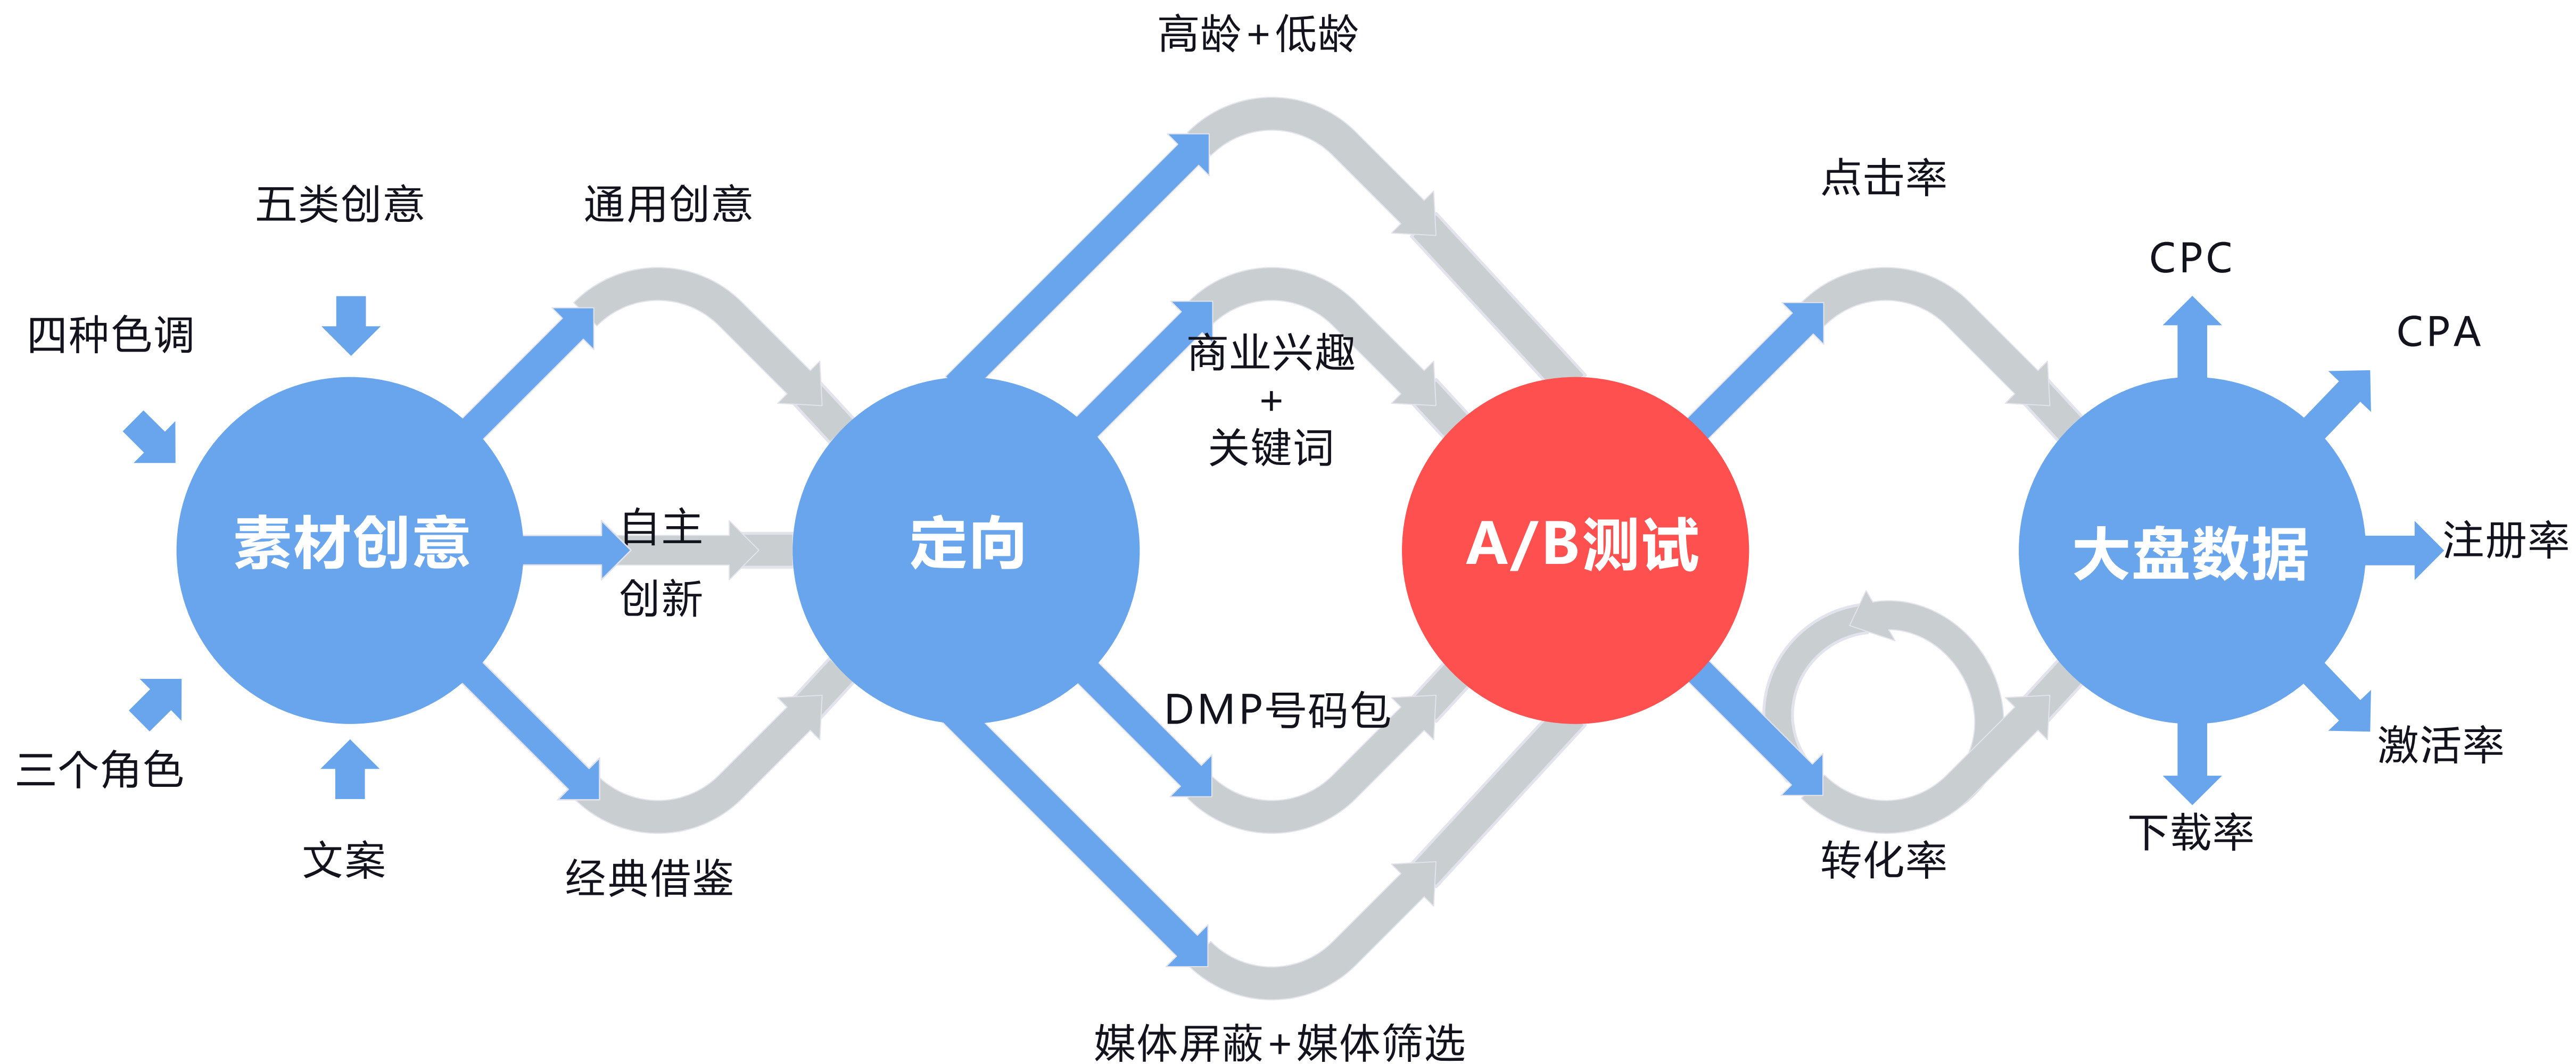 高龄+低龄
五类创意
通用创意
点击率
四种色调
CPC
CPA
商业兴趣
+
关键词
素材创意
自主
创新
定向
A/B测试
大盘数据
注册率
三个角色
文案
经典借鉴
DMP号码包
转化率
激活率
下载率
媒体屏蔽+媒体筛选